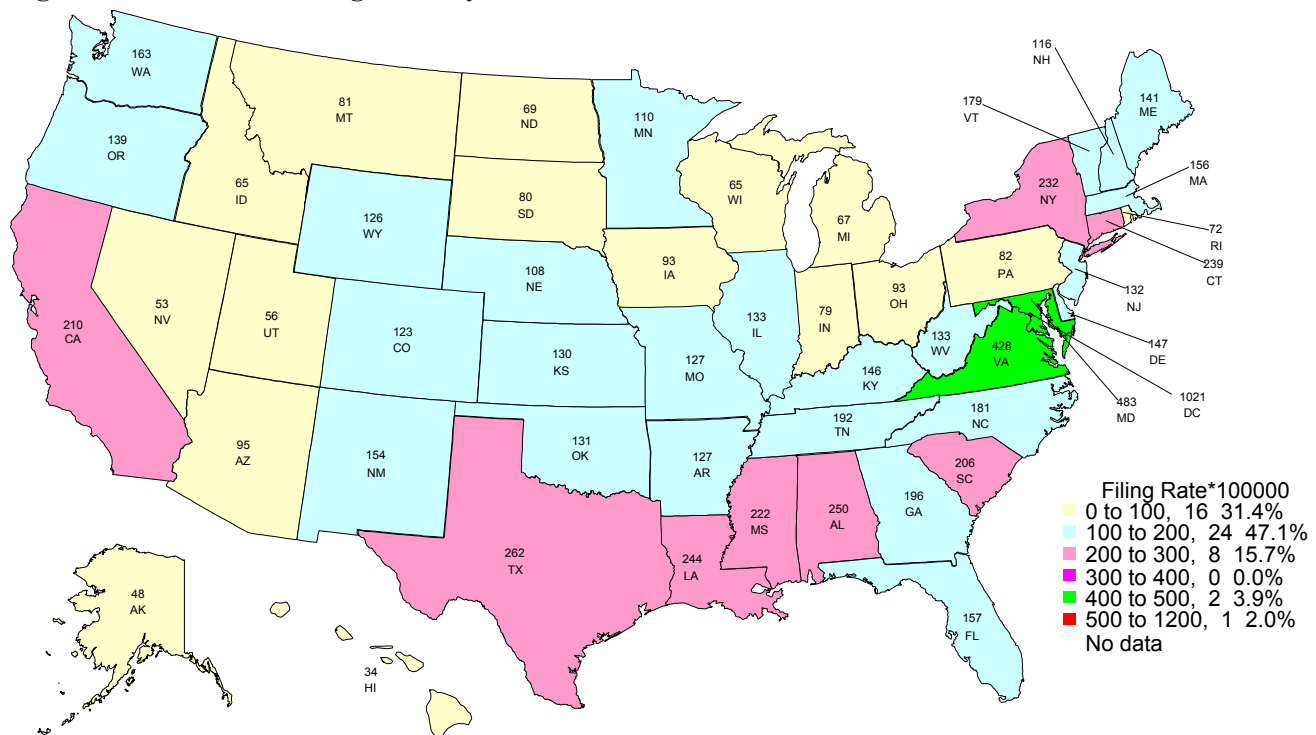 116
NH
163
WA
141
ME
179
VT
81
MT
69
ND
110
MN
139
OR
156
MA
65
ID
80
SD
65
WI
232
NY
67
MI
126
WY
72
RI
239
CT
93
IA
82
PA
108
NE
93
OH
132
NJ
53
NV
56
UT
79
IN
133
IL
210
CA
123
CO
133
WV
428
VA
147
DE
130
KS
127
MO
146
KY
483
MD
1021
DC
192
TN
181
NC
95
AZ
154
NM
131
OK
127
AR
206
SC
196
GA
222
MS
250
AL
262
TX
244
LA
48
AK
157
FL
34
HI
Filing Rate*100000
0 to 100, 16 31.4%
100 to 200, 24 47.1%
200 to 300, 8 15.7%
300 to 400, 0 0.0%
400 to 500, 2 3.9%
500 to 1200, 1 2.0%
No data